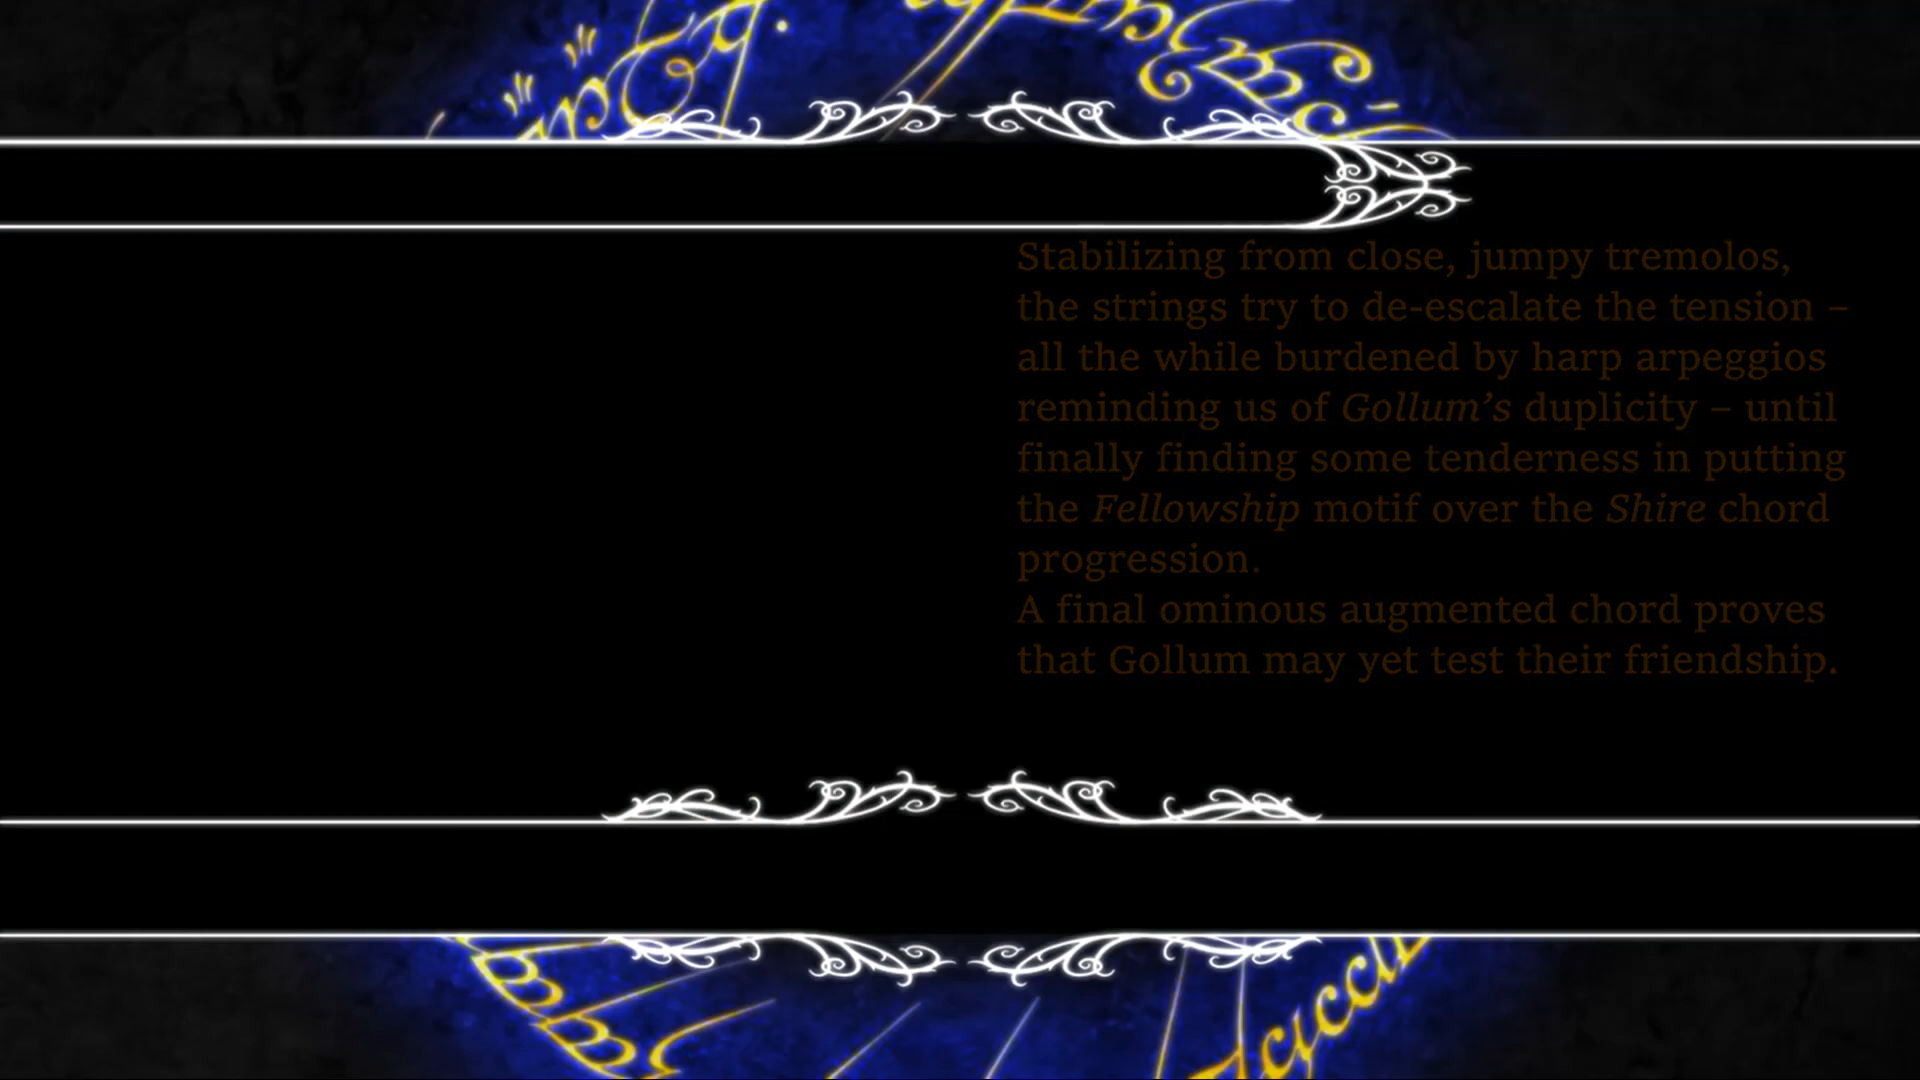 Stabilizing from close, jumpy tremolos,
the strings try to de-escalate the tension –
all the while burdened by harp arpeggios
reminding us of Gollum’s duplicity – until
finally finding some tenderness in putting
the Fellowship motif over the Shire chord
progression.
A final ominous augmented chord proves
that Gollum may yet test their friendship.